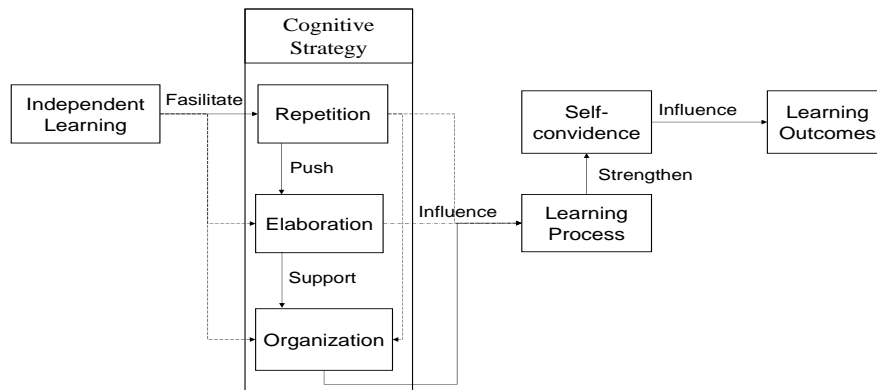 Cognitive
Strategy
Independent
Learning
Fasilitate
Repetition
Push
Elaboration
Support
Organization
Influence
Self-
convidence
Influence
Learning
Outcomes
Strengthen
Learning
Process